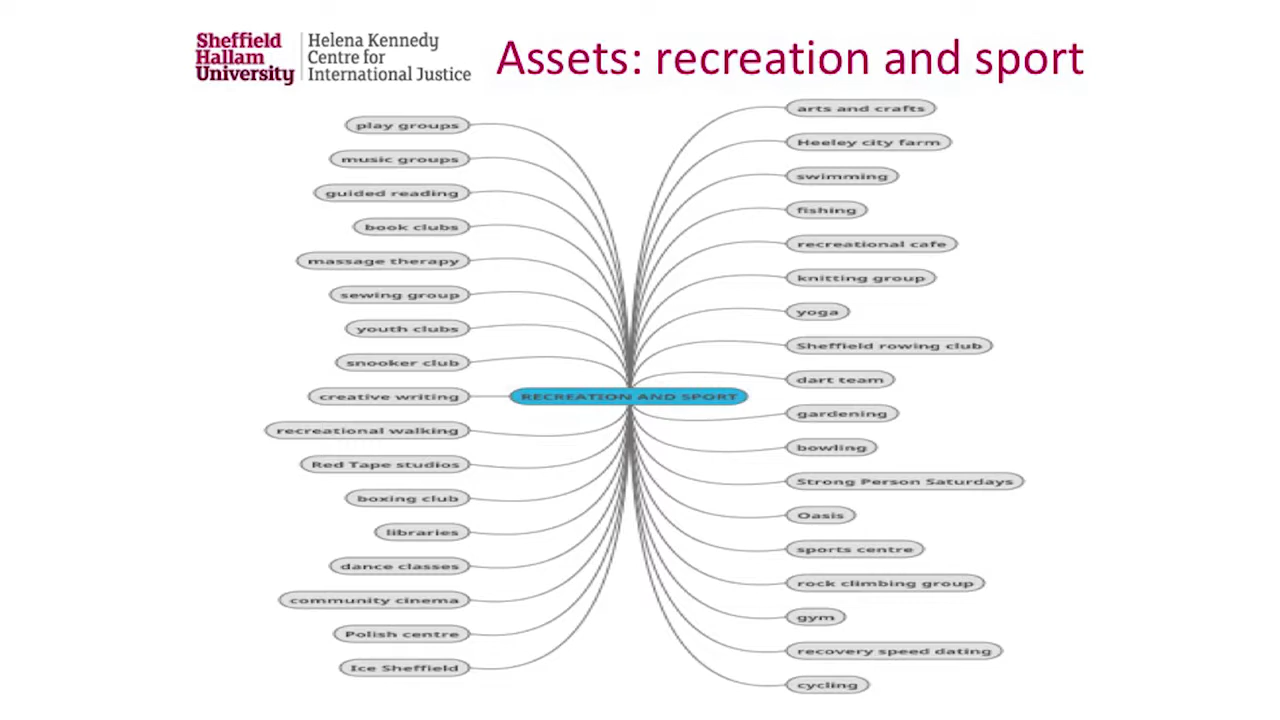 Sheffield
Hallam
University
Helena Kennedy
Centre for
International Justice
Assets: recreation and sport
play groups
music groups
guided reading
book clubs
massage therapy
sewing group
youth clubs
snooker club
creative writing
recreational walking
Red Tape studios
boxing club
libraries
dance classes
community cinema
Polish centre
Ice Sheffield
RECREATION AND SPORT
arts and crafts
Heeley city farm
swimming
fishing
recreational cafe
knitting group
yoga
Sheffield rowing club
dart team
gardening
bowling
Strong Person Saturdays
Oasis
sports centre
rock climbing group
gym
recovery speed dating
cycling